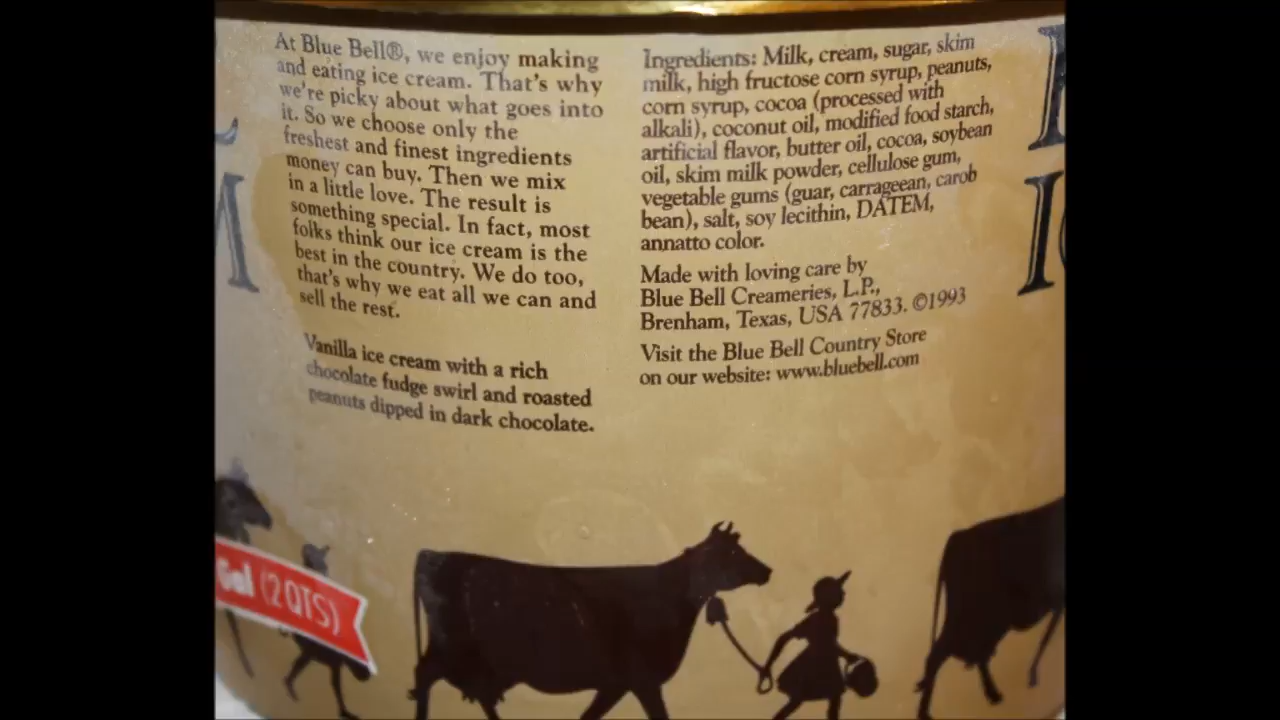 At Blue Bell®, we enjoy making
and eating ice cream. That's why
we're picky about what goes into
it. So we choose only the
freshest and finest ingredients
money can buy. Then we mix
in a little love. The result is
something special. In fact, most
folks think our ice cream is the
best in the country. We do too,
that's why we eat all we can and
sell the rest.
Vanilla ice cream with a rich
chocolate fudge swirl and roasted
peanuts dipped in dark chocolate.
Ingredients: Milk, cream, sugar, skim
milk, high fructose corn syrup, peanuts,
corn syrup, cocoa (processed with
alkali), coconut oil, modified food starch,
artificial flavor, butter oil, cocoa, soybean
oil, skim milk powder, cellulose gum,
vegetable gums (guar, carrageean, carob
bean), salt, soy lecithin, DATEM,
annatto color.
Made with loving care by
Blue Bell Creameries, L.P.,
Brenham, Texas, USA 77833. ©1993
Visit the Blue Bell Country Store
on our website: www.bluebell.com
Gal (2QTS)